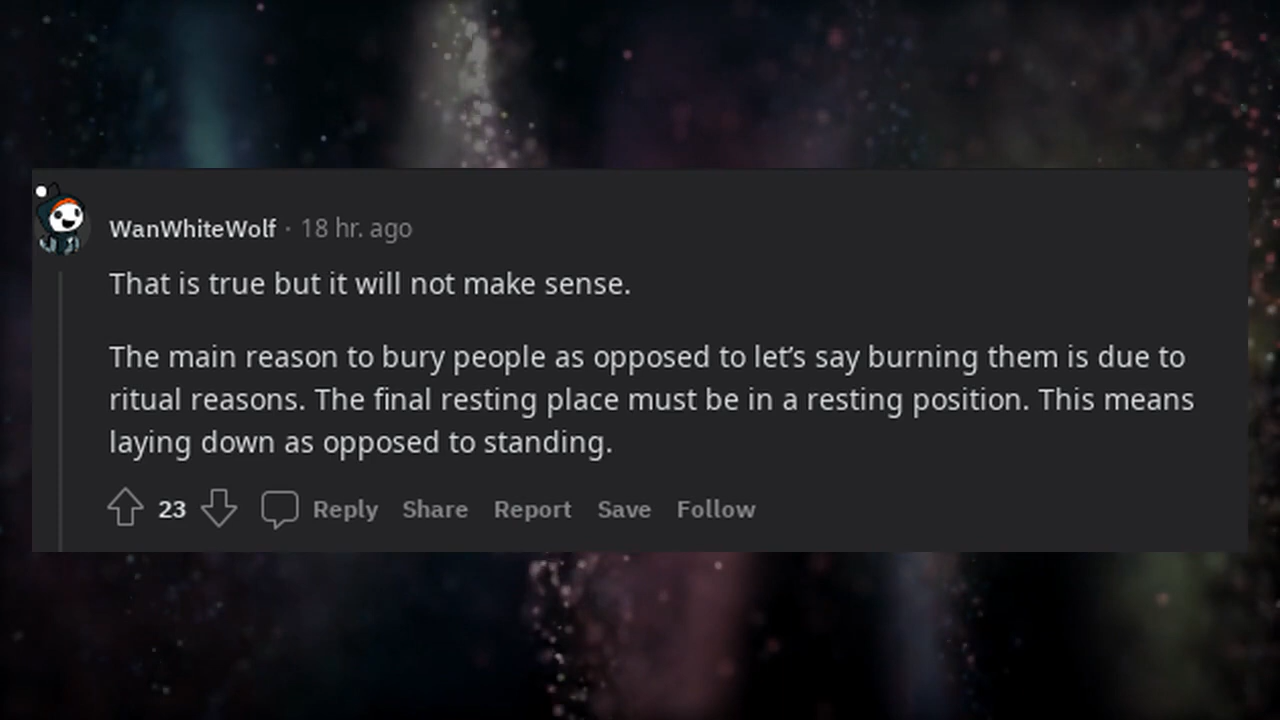 WanWhiteWolf · 18 hr. ago
That is true but it will not make sense.
The main reason to bury people as opposed to let’s say burning them is due to
ritual reasons. The final resting place must be in a resting position. This means
laying down as opposed to standing.
23 Reply Share Report Save Follow